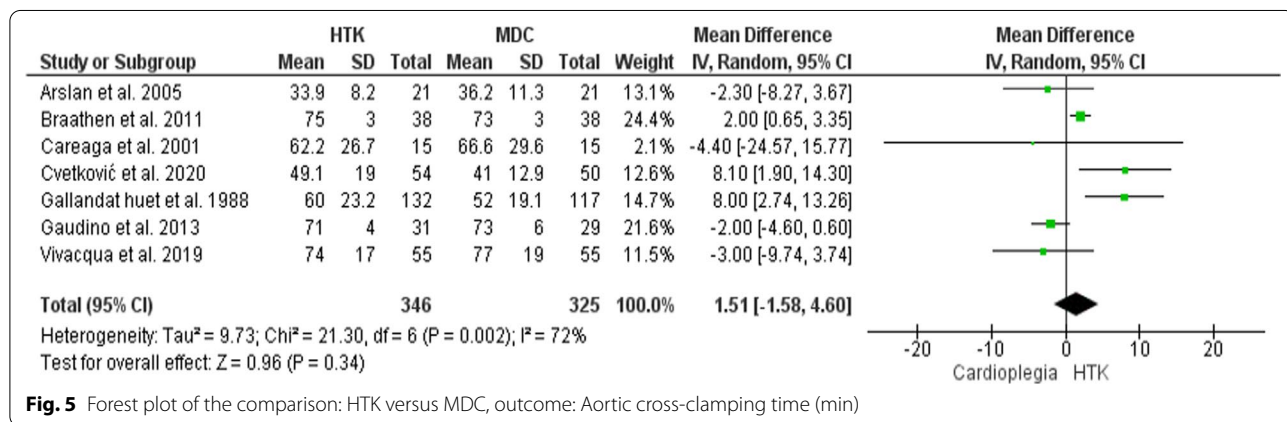 HTK MDC Mean Difference Mean Difference
Study or Subgroup Mean SD Total Mean SD Total Weight IV, Random, 95% CI IV, Random, 95% CI
Arslan et al. 2005 33.9 8.2 21 36.2 11.3 21 13.1% -2.30 [-8.27, 3.67]
Braathen et al. 2011 75 3 38 73 3 38 24.4% 2.00 [0.65, 3.35]
Careaga et al. 2001 62.2 26.7 15 66.6 29.6 15 2.1% -4.40 [-24.57, 15.77]
Cvetković et al. 2020 49.1 19 54 41 12.9 50 12.6% 8.10 [1.90, 14.30]
Gallandat huet et al. 1988 60 23.2 132 52 19.1 117 14.7% 8.00 [2.74, 13.26]
Gaudino et al. 2013 71 4 31 73 6 29 21.6% -2.00 [-4.60, 0.60]
Vivacqua et al. 2019 74 17 55 77 19 55 11.5% -3.00 [-9.74, 3.74]
Total (95% CI) 346 325 100.0% 1.51 [-1.58, 4.60]
Heterogeneity: Tau² = 9.73; Chi² = 21.30, df = 6 (P = 0.002); I² = 72%
Test for overall effect: Z = 0.96 (P = 0.34)
-20 -10 0 10 20
Cardioplegia HTK
Fig. 5 Forest plot of the comparison: HTK versus MDC, outcome: Aortic cross-clamping time (min)